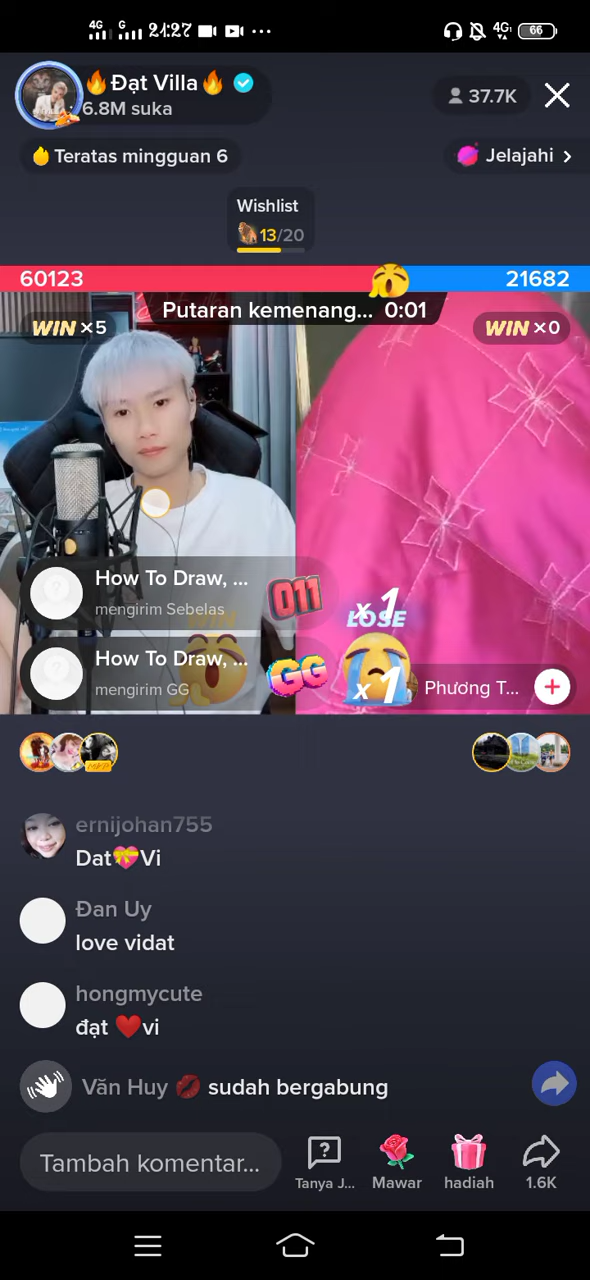 4G G 21:27 4G 66
🔥Đạt Villa🔥
6.8M suka
37.7K
Teratas mingguan 6
Jelajahi
Wishlist
13/20
60123 21682
Putaran kemenang... 0:01
WIN ×5
WIN ×0
How To Draw, ...
mengirim Sebelas
011
x 1
LOSE
WIN
How To Draw, ...
mengirim GG
GG
x 1
Phương T...
ernijohan755
Dat💝Vi
Đan Uy
love vidat
hongmycute
đạt ❤️vi
Văn Huy 💋 sudah bergabung
Tambah komentar...
Tanya J...
Mawar
hadiah
1.6K